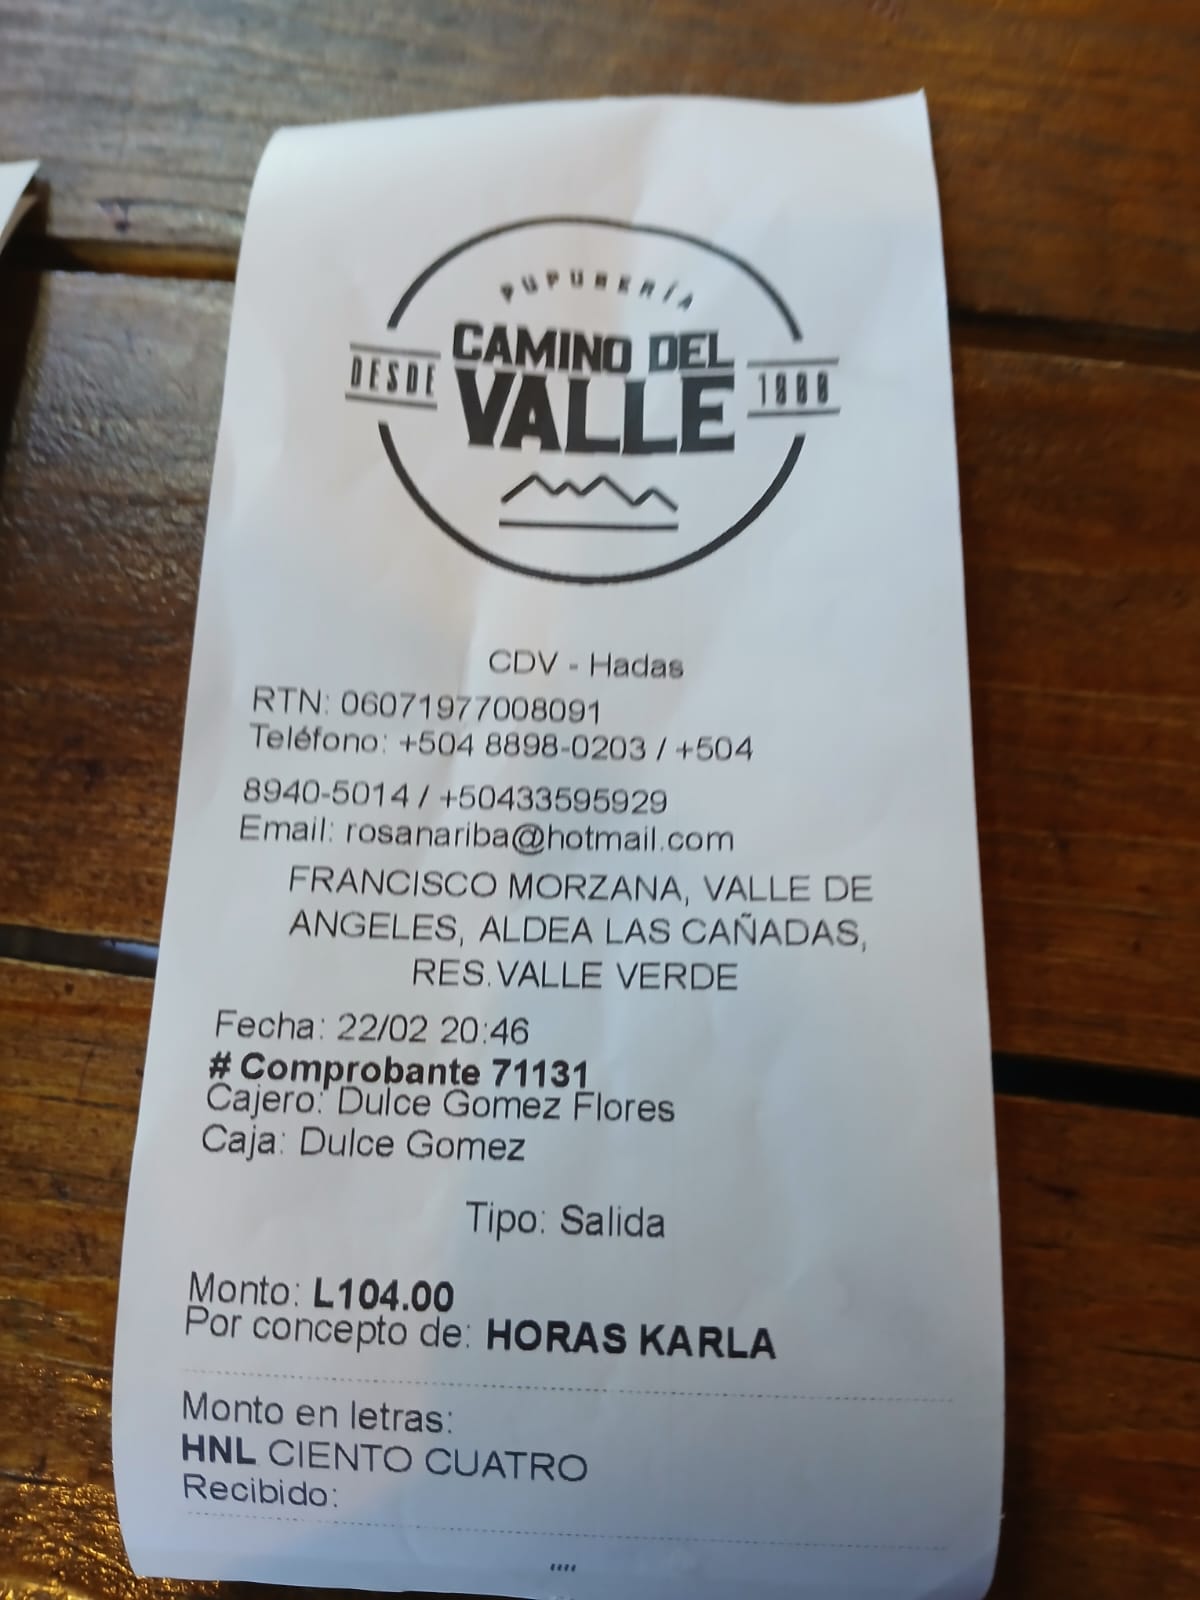 PUPUSERÍA
DESDE
CAMINO DEL
VALLE
1988
CDV - Hadas
RTN: 06071977008091
Teléfono: +504 8898-0203 / +504
8940-5014 / +50433595929
Email: rosanariba@hotmail.com
FRANCISCO MORZANA, VALLE DE
ANGELES, ALDEA LAS CAÑADAS,
RES.VALLE VERDE
Fecha: 22/02 20:46
# Comprobante 71131
Cajero: Dulce Gomez Flores
Caja: Dulce Gomez
Tipo: Salida
Monto: L104.00
Por concepto de: HORAS KARLA
Monto en letras:
HNL CIENTO CUATRO
Recibido: